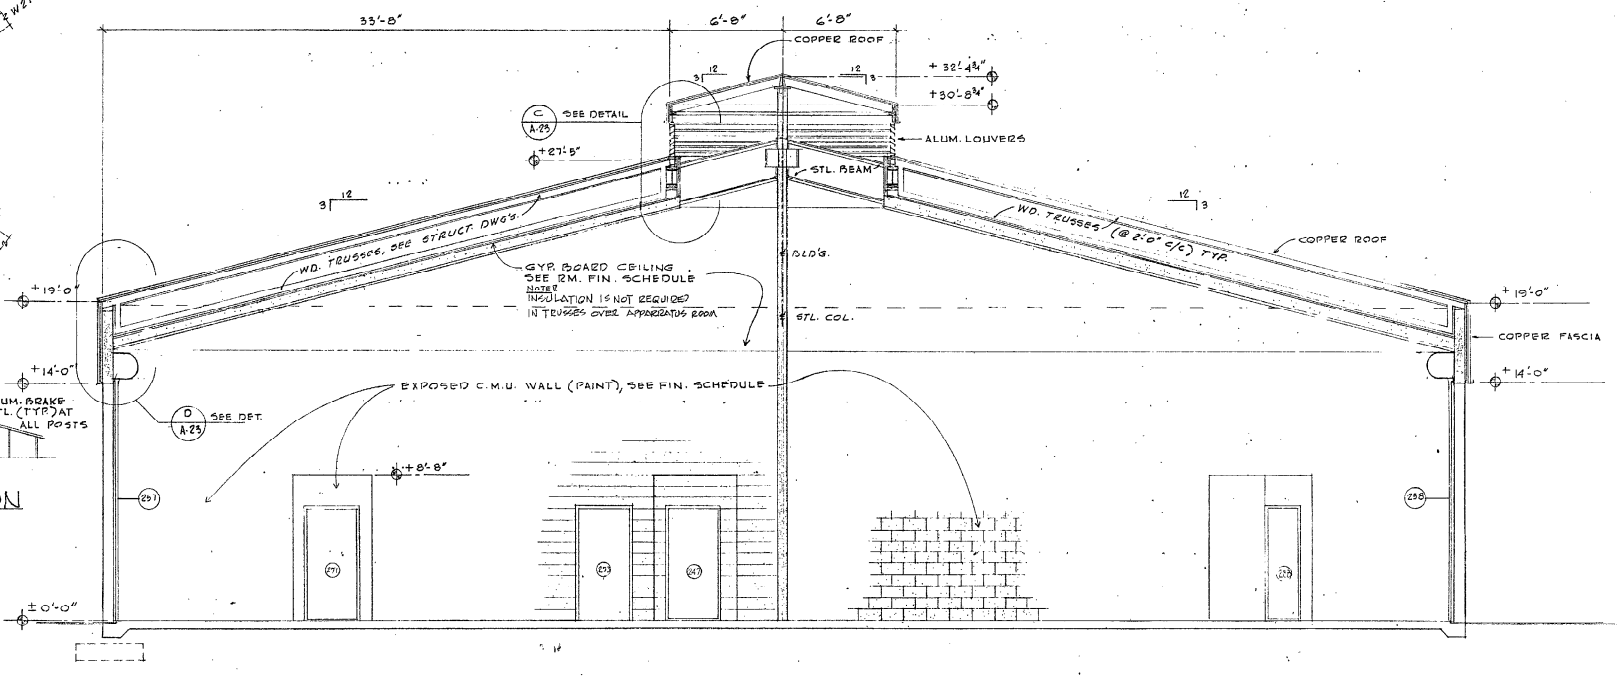 33'-8"
6'-8"
6'-8"
COPPER ROOF
12
3
12
3
+ 32'-4¾"
+30'-8¾"
C
A-23
SEE DETAIL
ALUM. LOUVERS
+27'-5"
STL. BEAM
12
3
12
3
WD. TRUSSES, SEE STRUCT. DWG'S.
WD. TRUSSES (@ 2'-0" C/C) TYP.
COPPER ROOF
BLD'G.
GYP. BOARD CEILING
SEE RM. FIN. SCHEDULE
NOTE
INSULATION IS NOT REQUIRED
IN TRUSSES OVER APPARATUS ROOM
+19'-0"
+19'-0"
STL. COL.
COPPER FASCIA
+14'-0"
+14'-0"
EXPOSED C.M.U. WALL (PAINT), SEE FIN. SCHEDULE
UM. BRAKE
TL. (TYP.) AT
ALL POSTS
D
A-23
SEE DET.
+8'-8"
ON
257
258
271
247
±0'-0"